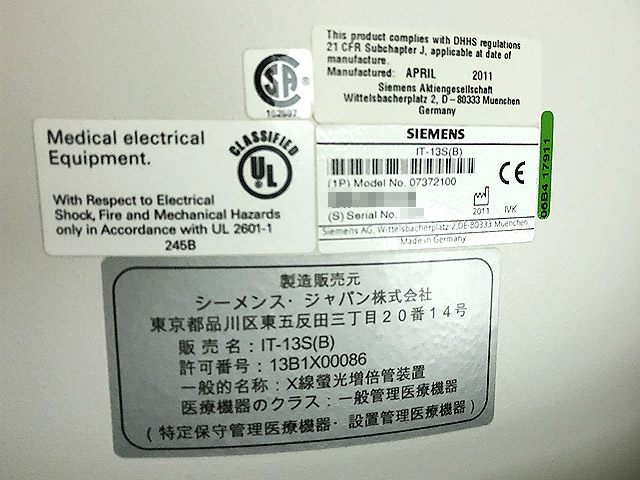 This product complies with DHHS regulations
21 CFR Subchapter J, applicable at date of
manufacture.
Manufactured: APRIL 2011
Siemens Aktiengesellschaft
Wittelsbacherplatz 2, D-80333 Muenchen
Germany
SA
Medical electrical
Equipment.
CLASSIFIED
UL
With Respect to Electrical
Shock, Fire and Mechanical Hazards
only in Accordance with UL 2601-1
245B
SIEMENS
IT-13S(B)
(1P) Model No. 07372100
CE
(S) Serial No.
2011 IVK
Siemens AG, Wittelsbacherplatz 2,DE-80333 Muenchen
Made in Germany
0084 17911
製造販売元
シーメンス・ジャパン株式会社
東京都品川区東五反田三丁目20番14号
販売名：IT-13S(B)
許可番号：13B1X00086
一般的名称：X線螢光増倍管装置
医療機器のクラス：一般管理医療機器
（特定保守管理医療機器・設置管理医療機器）